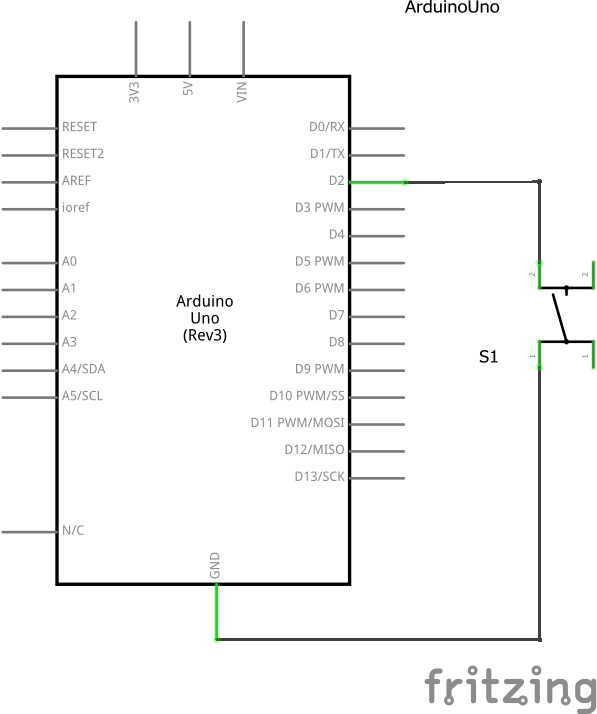 ArduinoUno
3V3
5V
VIN
RESET
D0/RX
RESET2
D1/TX
AREF
D2
ioref
D3 PWM
D4
A0
D5 PWM
2
2
A1
D6 PWM
Arduino
Uno
(Rev3)
A2
D7
A3
D8
S1
1
1
A4/SDA
D9 PWM
A5/SCL
D10 PWM/SS
D11 PWM/MOSI
D12/MISO
D13/SCK
N/C
GND
fritzing